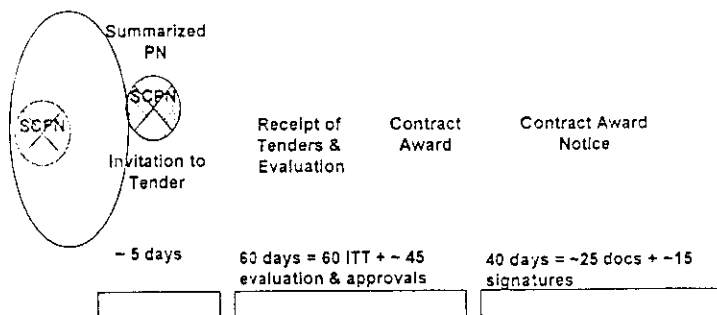 Summarized
PN
SCPN
SCPN
Invitation to
Tender
Receipt of
Tenders &
Evaluation
Contract
Award
Contract Award
Notice
~ 5 days
60 days = 60 ITT + ~ 45
evaluation & approvals
40 days = ~25 docs + ~15
signatures